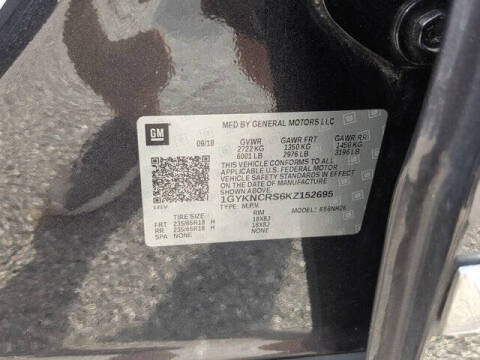 MFD BY GENERAL MOTORS LLC
GM
09/18 GVWR GAWR FRT GAWR RR
2722 KG 1350 KG 1450 KG
6001 LB 2976 LB 3196 LB
THIS VEHICLE CONFORMS TO ALL
APPLICABLE U.S. FEDERAL MOTOR
VEHICLE SAFETY STANDARDS IN EFFECT ON THE
DATE OF MANUFACTURE SHOWN ABOVE.
1GYKNCRS6KZ152695
TYPE: M.P.V. MODEL:
TIRE SIZE RIM
FRT 235/65R18 H 18X8J
RR 235/65R18 H 18X8J
SPA NONE NONE